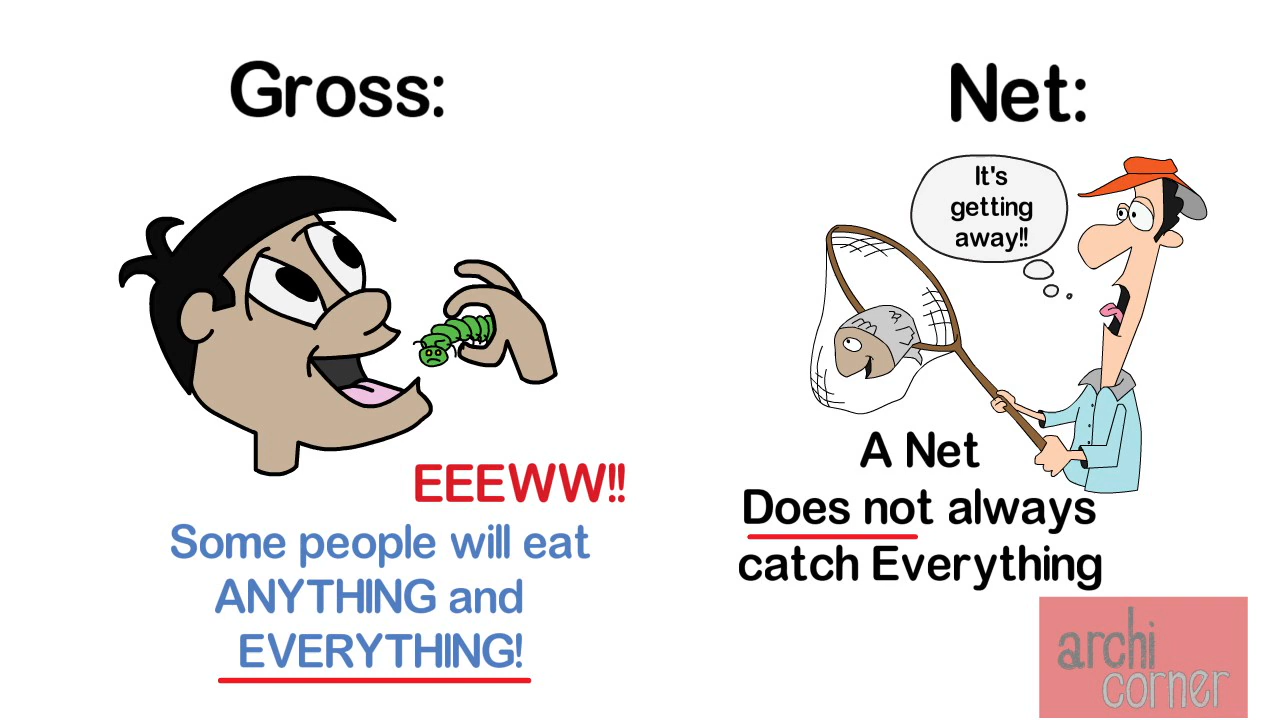 Gross:
EEEWW!!
Some people will eat
ANYTHING and
EVERYTHING!
Net:
It's
getting
away!!
A Net
Does not always
catch Everything
archi
corner